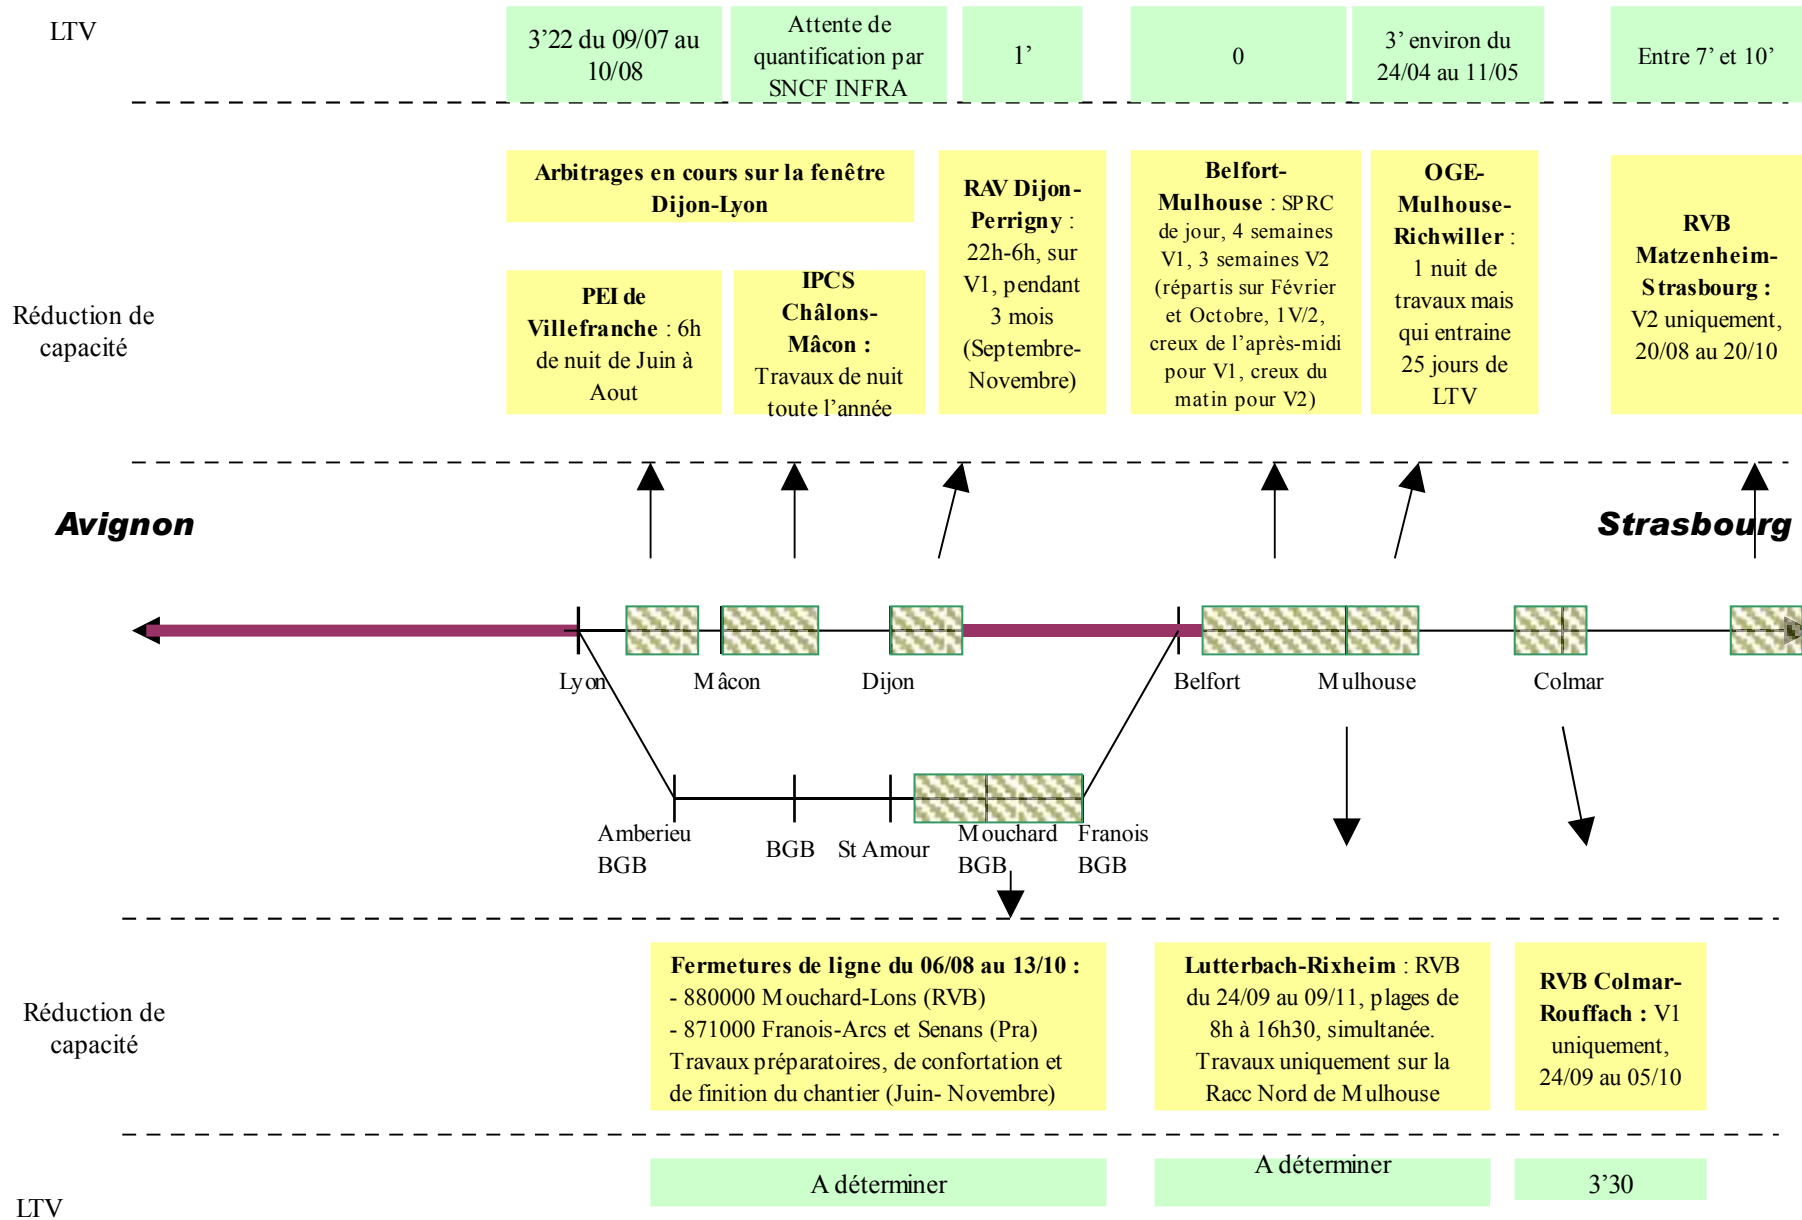 LTV
3’22 du 09/07 au
10/08
Attente de
quantification par
SNCF INFRA
1’
0
3’ environ du
24/04 au 11/05
Entre 7’ et 10’
Réduction de
capacité
Arbitrages en cours sur la fenêtre
Dijon-Lyon
PEI de
Villefranche : 6h
de nuit de Juin à
Aout
IPCS
Châlons-
Mâcon :
Travaux de nuit
toute l’année
RAV Dijon-
Perrigny :
22h-6h, sur
V1, pendant
3 mois
(Septembre-
Novembre)
Belfort-
Mulhouse : SPRC
de jour, 4 semaines
V1, 3 semaines V2
(répartis sur Février
et Octobre, 1V/2,
creux de l’après-midi
pour V1, creux du
matin pour V2)
OGE-
Mulhouse-
Richwiller :
1 nuit de
travaux mais
qui entraine
25 jours de
LTV
RVB
Matzenheim-
Strasbourg :
V2 uniquement,
20/08 au 20/10
Avignon
Strasbourg
Lyon
Mâcon
Dijon
Belfort
Mulhouse
Colmar
Amberieu
BGB
BGB
St Amour
Mouchard
BGB
Franois
BGB
Réduction de
capacité
Fermetures de ligne du 06/08 au 13/10 :
- 880000 Mouchard-Lons (RVB)
- 871000 Franois-Arcs et Senans (Pra)
Travaux préparatoires, de confortation et
de finition du chantier (Juin- Novembre)
Lutterbach-Rixheim : RVB
du 24/09 au 09/11, plages de
8h à 16h30, simultanée.
Travaux uniquement sur la
Racc Nord de Mulhouse
RVB Colmar-
Rouffach : V1
uniquement,
24/09 au 05/10
LTV
A déterminer
A déterminer
3’30